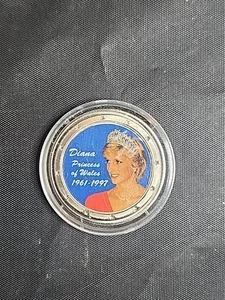 Diana
Princess
of Wales
1961-1997